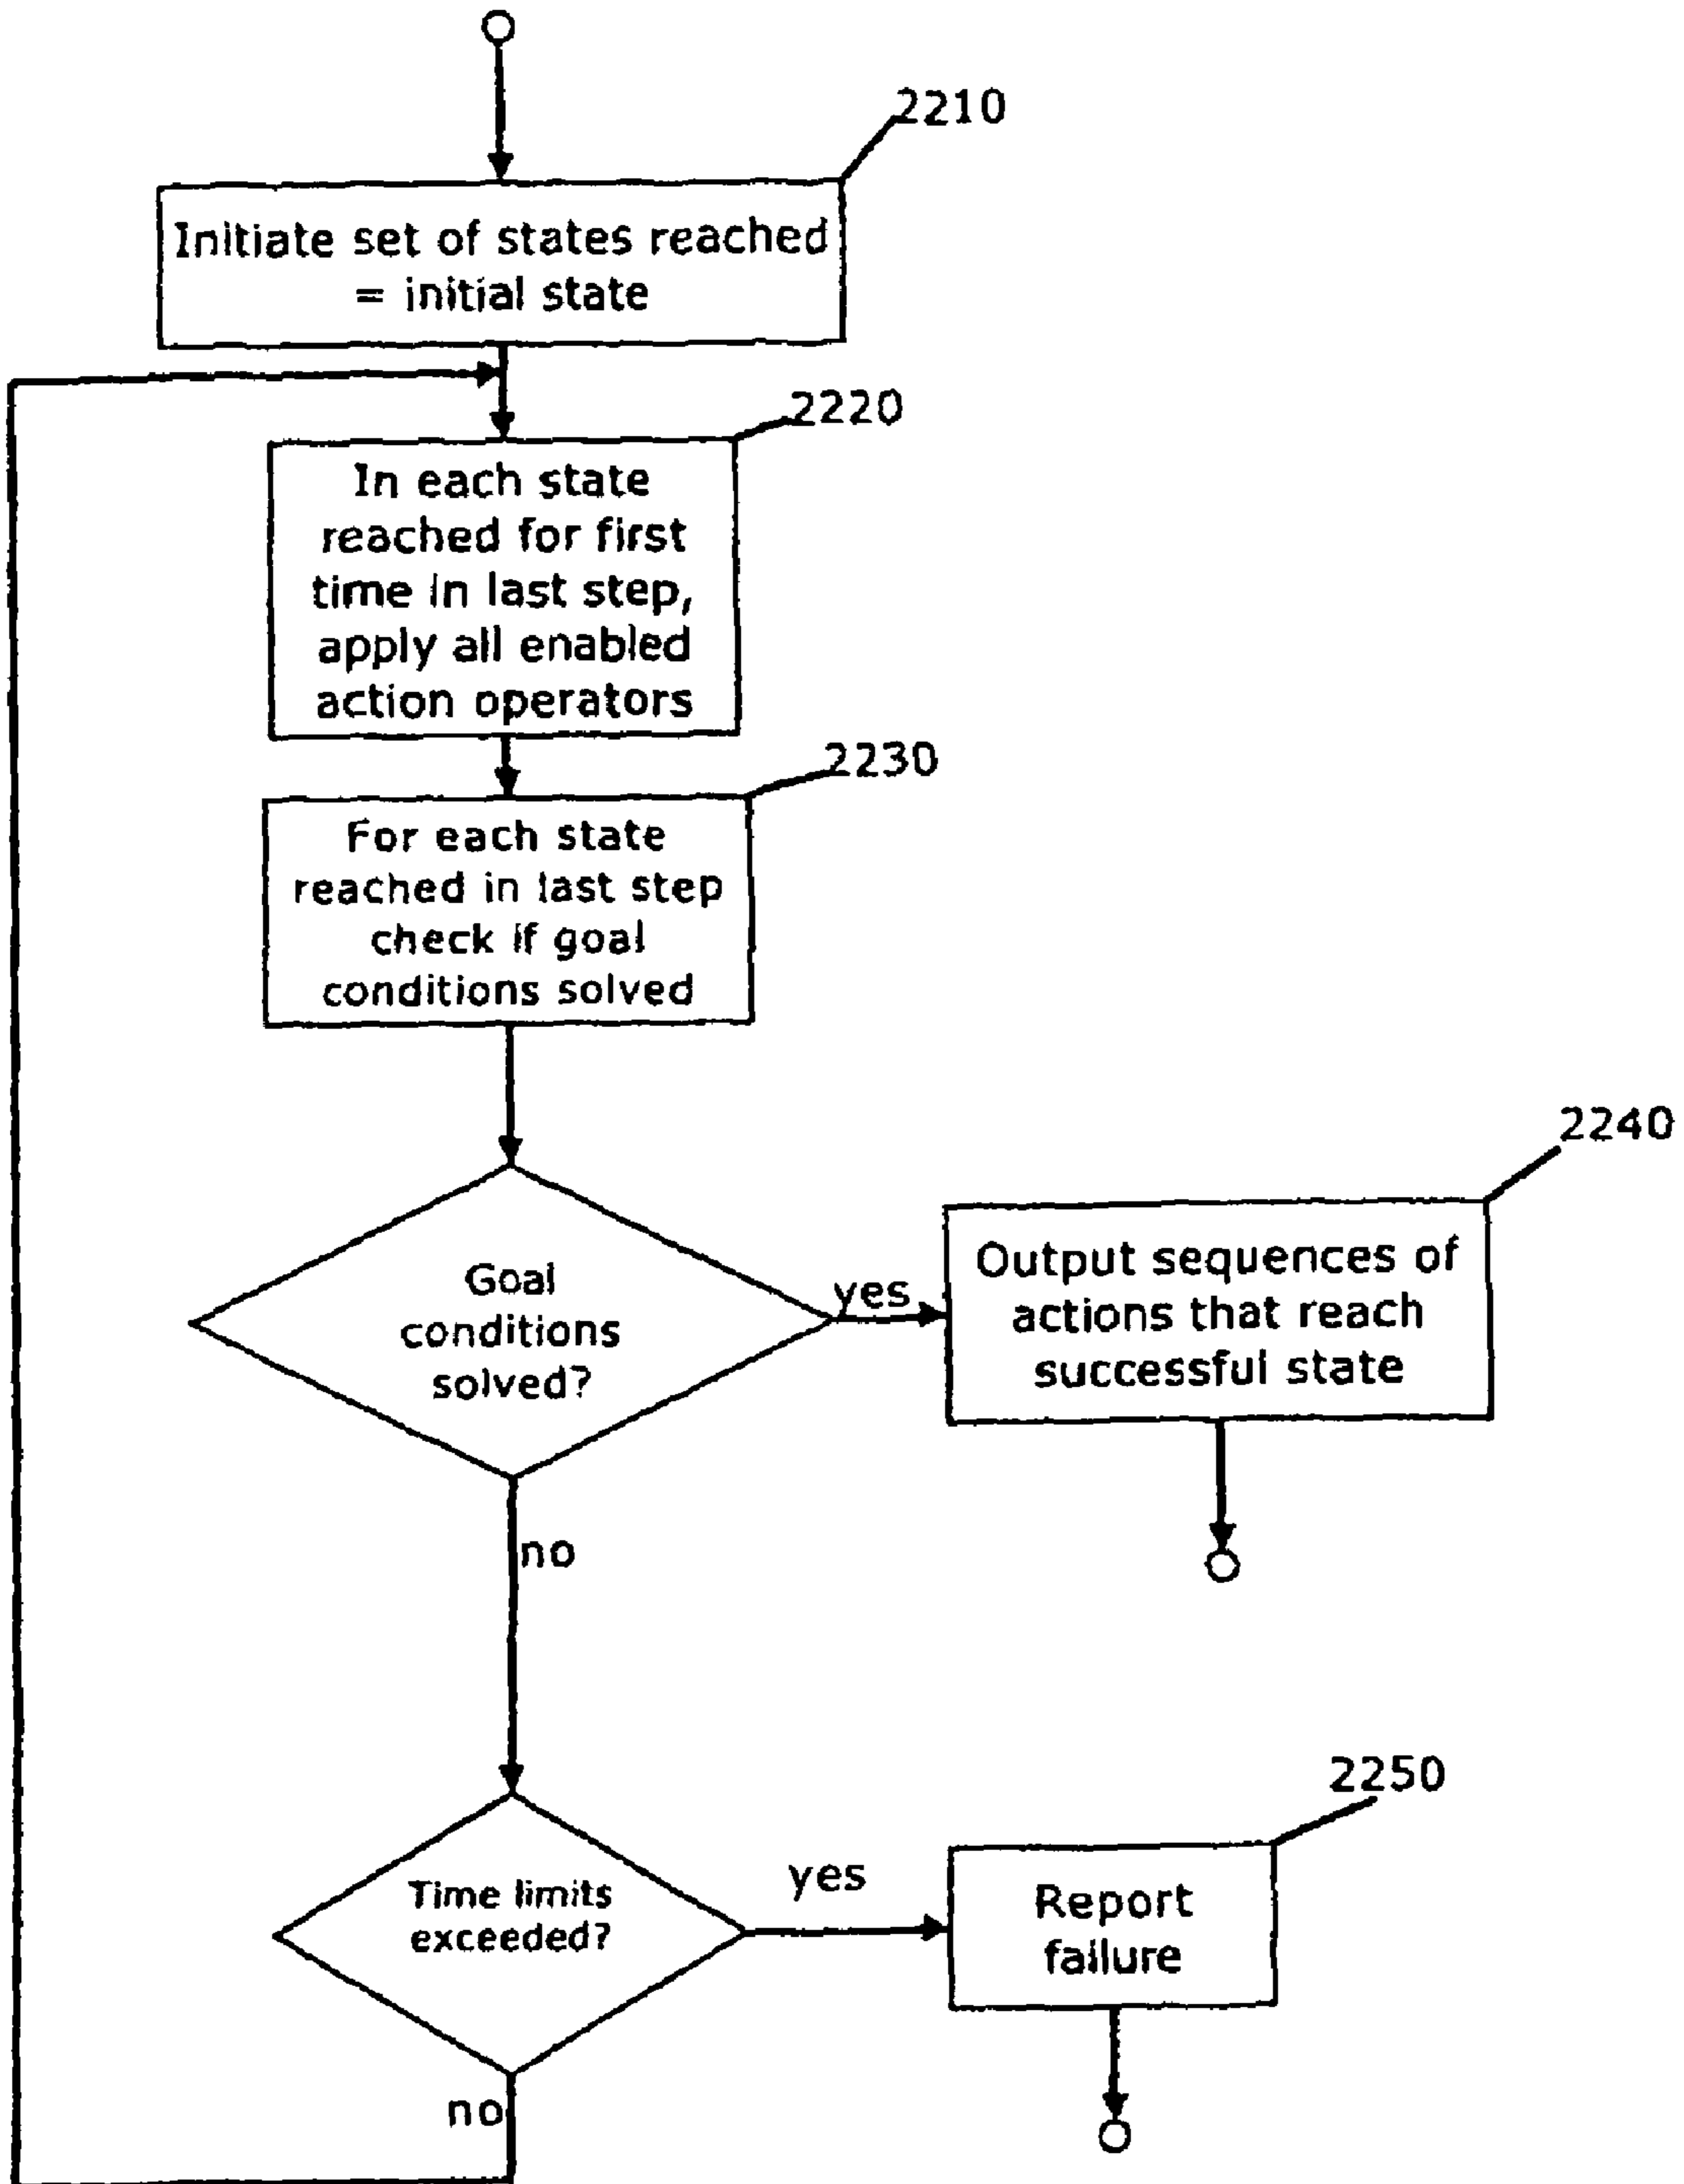 2210
Initiate set of states reached
= initial state
2220
In each state
reached for first
time in last step,
apply all enabled
action operators
2230
For each state
reached in last step
check if goal
conditions solved
2240
Goal
conditions
solved?
yes
Output sequences of
actions that reach
successful state
no
2250
Time limits
exceeded?
yes
Report
failure
no